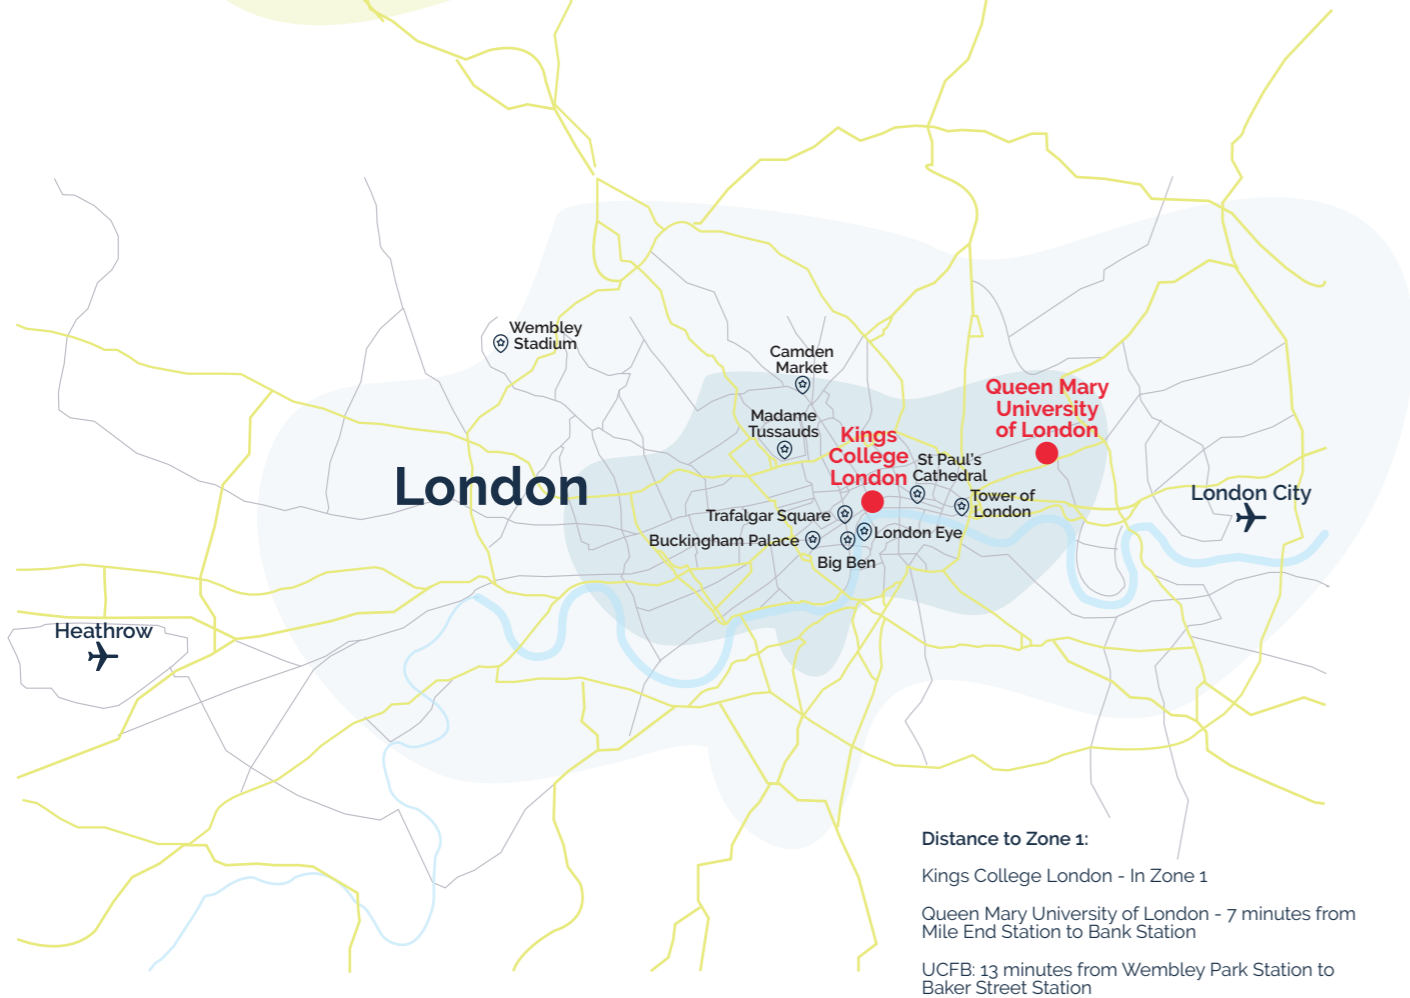 Wembley
Stadium
Camden
Market
Queen Mary
University
of London
Madame
Tussauds
Kings
College
London
St Paul's
Cathedral
London
London City
Tower of
London
Trafalgar Square
London Eye
Buckingham Palace
Big Ben
Heathrow
Distance to Zone 1:
Kings College London - In Zone 1
Queen Mary University of London - 7 minutes from
Mile End Station to Bank Station
UCFB: 13 minutes from Wembley Park Station to
Baker Street Station